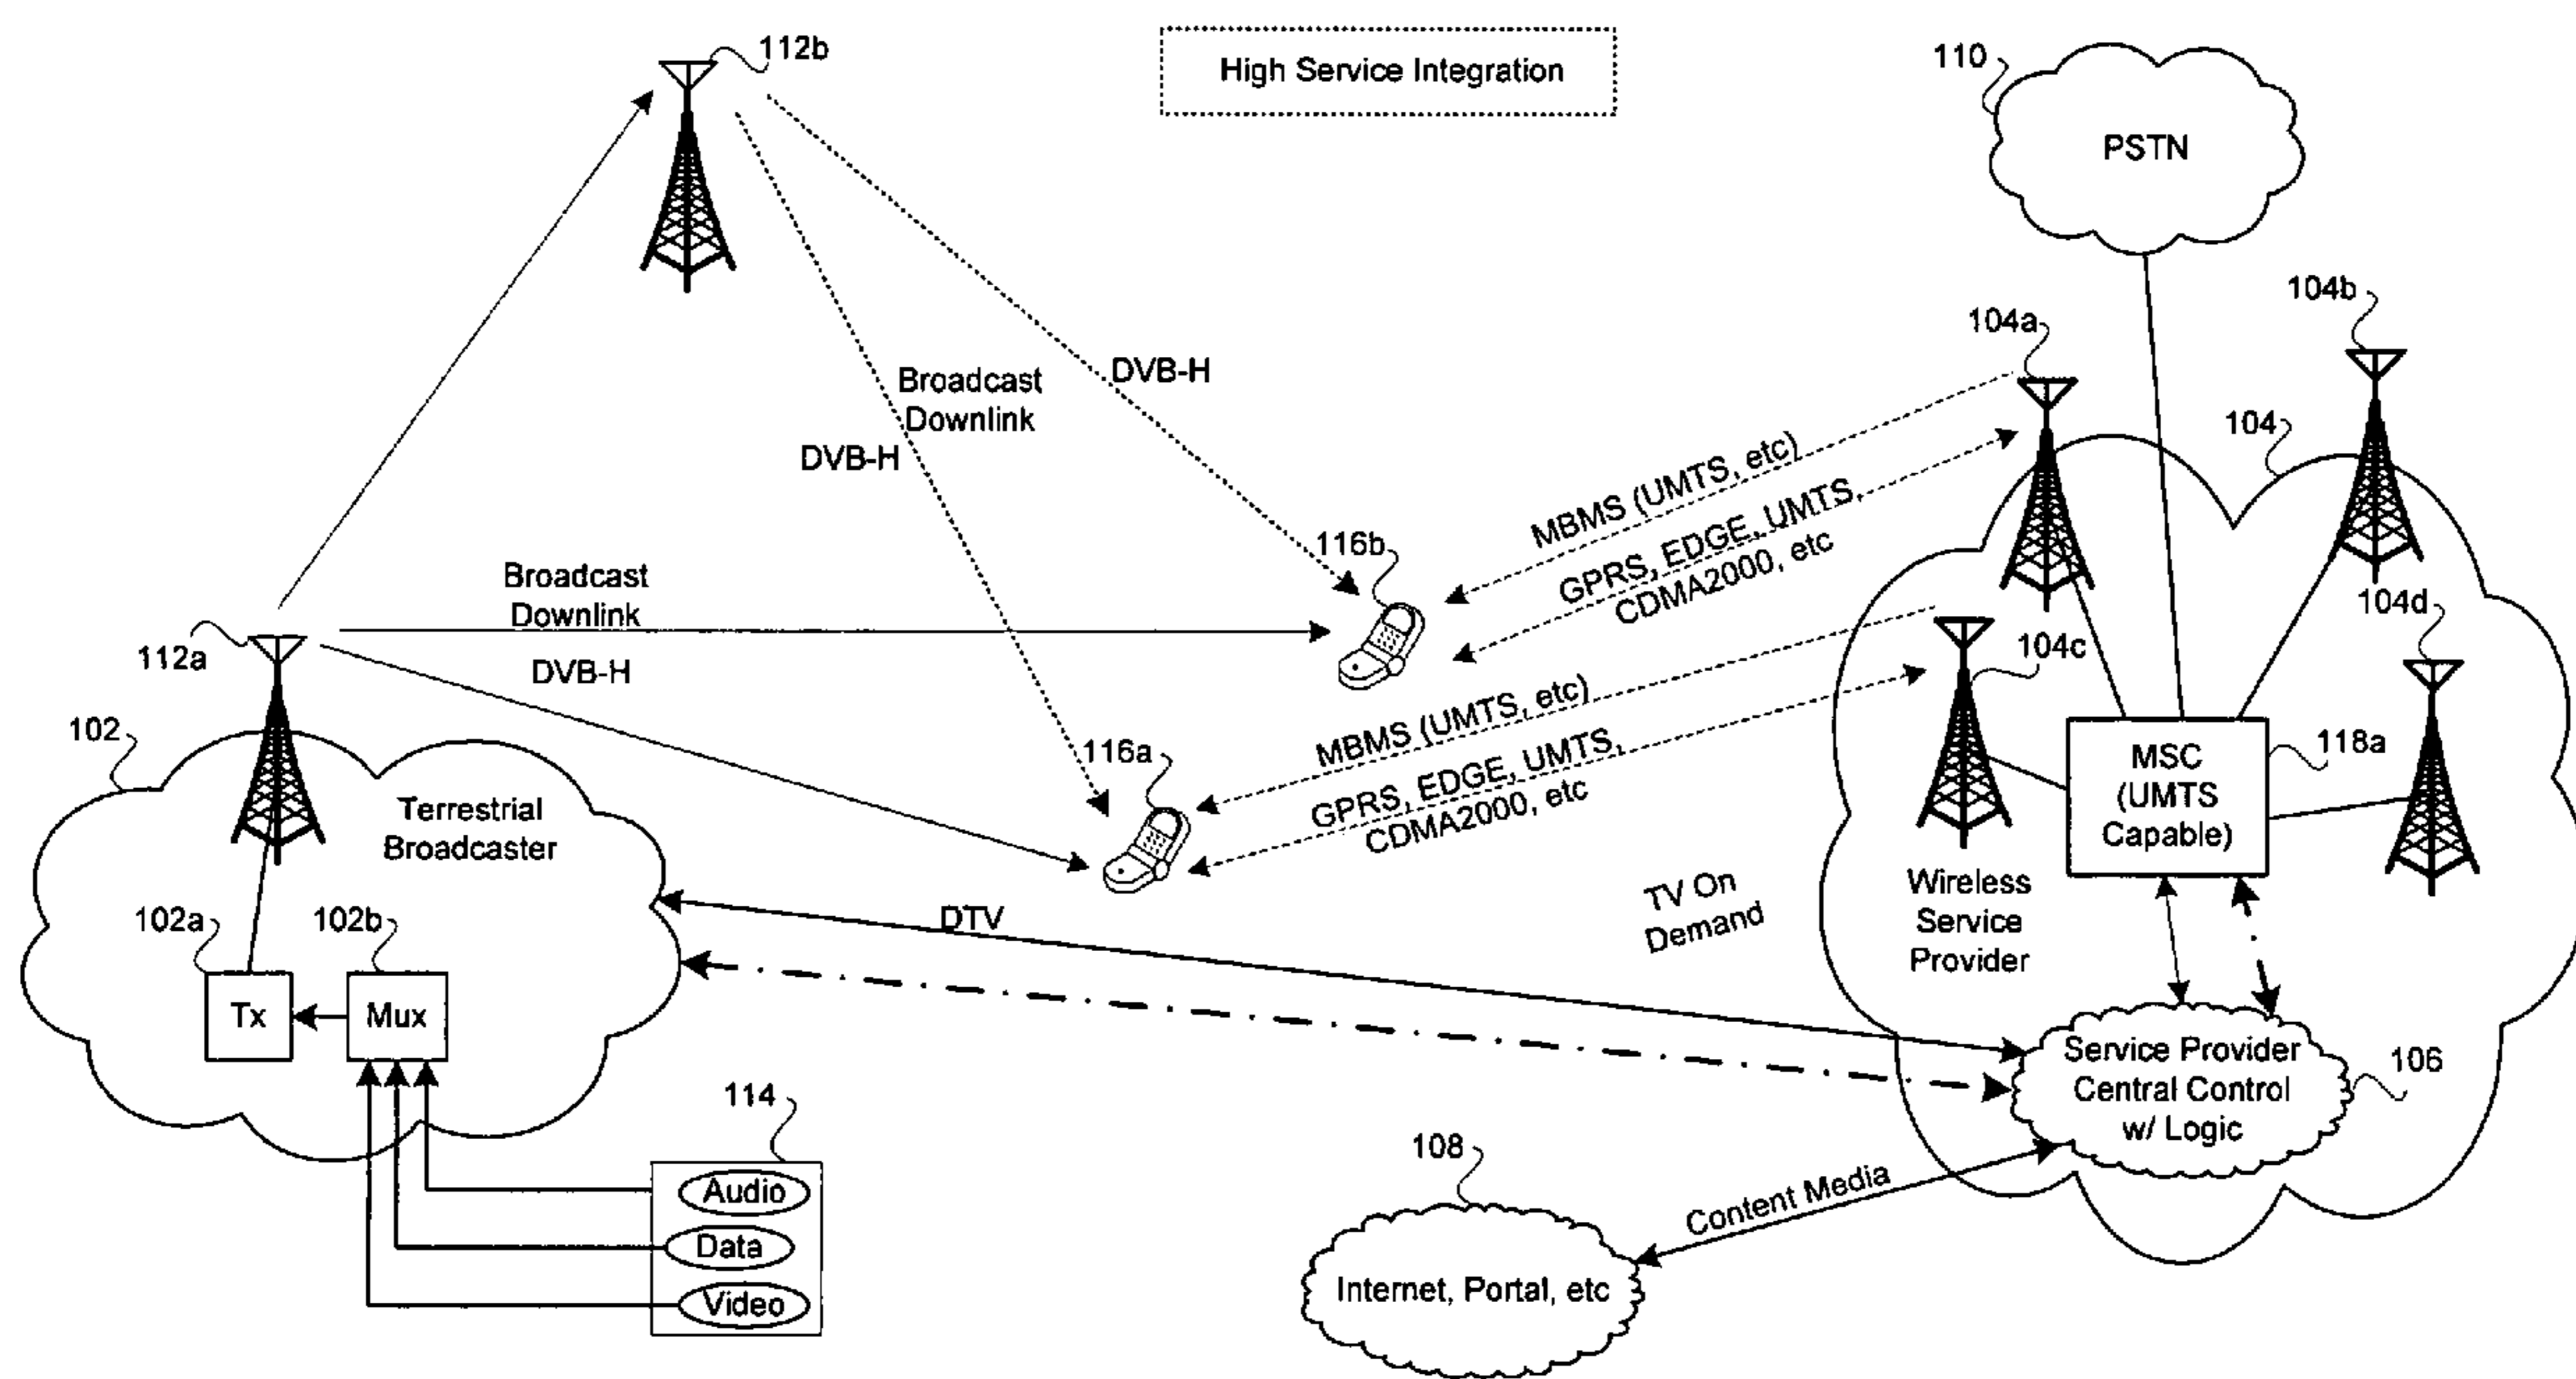 112b
High Service Integration
110
PSTN
104b
104a
104
Broadcast
Downlink
DVB-H
DVB-H
MBMS (UMTS, etc)
GPRS, EDGE, UMTS,
CDMA2000, etc
116b
Broadcast
Downlink
112a
DVB-H
104d
104c
102
Terrestrial
Broadcaster
116a
MBMS (UMTS, etc)
GPRS, EDGE, UMTS,
CDMA2000, etc
MSC
(UMTS
Capable)
118a
Wireless
Service
Provider
TV On
Demand
102a
102b
DTV
Tx
Mux
Service Provider
Central Control
w/ Logic
106
114
Audio
Data
Video
108
Content Media
Internet, Portal, etc